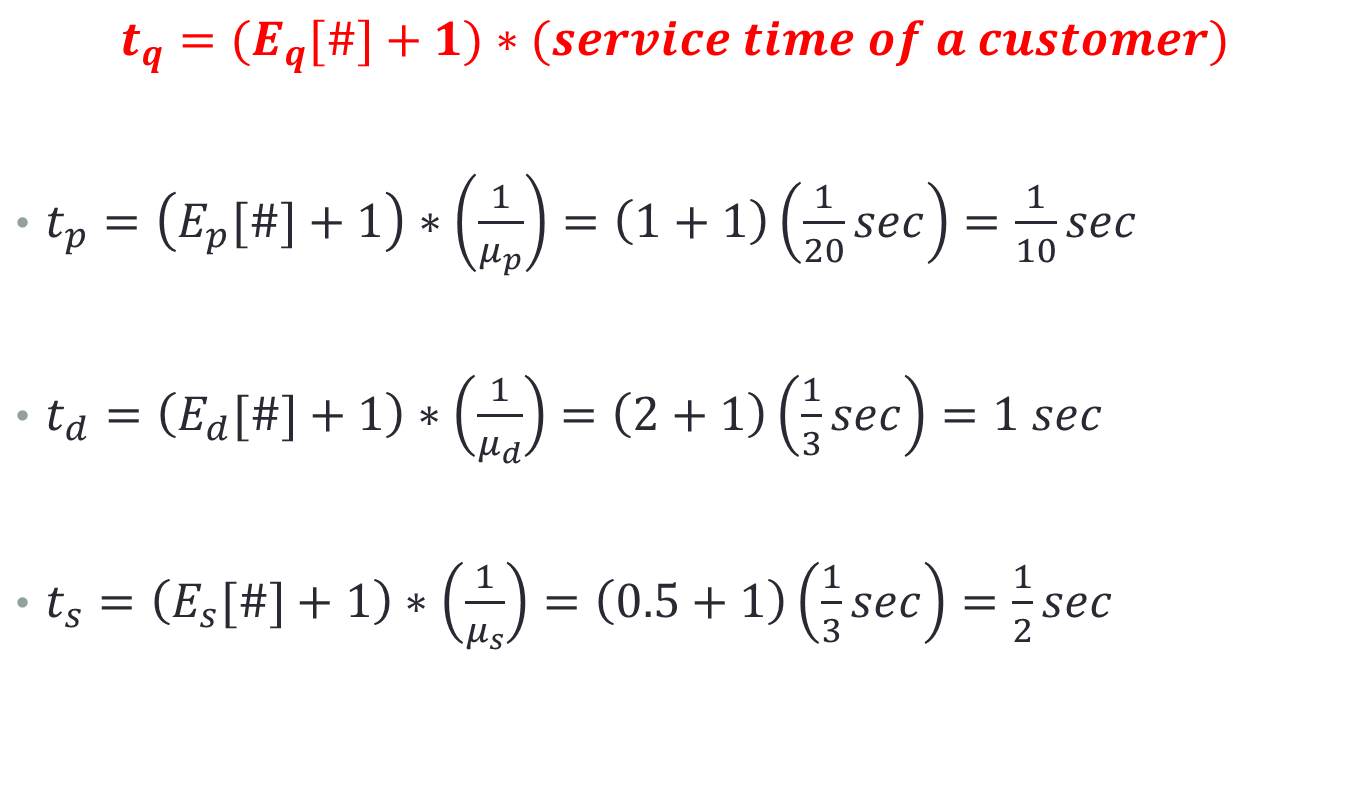 t_q = (E_q[#] + 1) * (service time of a customer)
• t_p = (E_p[#] + 1) * (1/μ_p) = (1 + 1) (1/20 sec) = 1/10 sec
• t_d = (E_d[#] + 1) * (1/μ_d) = (2 + 1) (1/3 sec) = 1 sec
• t_s = (E_s[#] + 1) * (1/μ_s) = (0.5 + 1) (1/3 sec) = 1/2 sec